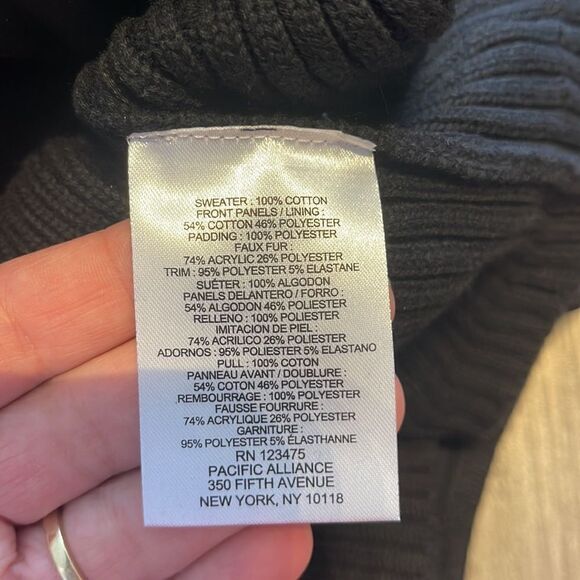 SWEATER : 100% COTTON
FRONT PANELS / LINING :
54% COTTON 46% POLYESTER
PADDING : 100% POLYESTER
FAUX FUR :
74% ACRYLIC 26% POLYESTER
TRIM : 95% POLYESTER 5% ELASTANE
SUÉTER : 100% ALGODON
PANELS DELANTERO / FORRO :
54% ALGODON 46% POLIESTER
RELLENO : 100% POLIESTER
IMITACION DE PIEL :
74% ACRILICO 26% POLIESTER
ADORNOS : 95% POLIESTER 5% ELASTANO
PULL : 100% COTON
PANNEAU AVANT / DOUBLURE :
54% COTON 46% POLYESTER
REMBOURRAGE : 100% POLYESTER
FAUSSE FOURRURE :
74% ACRYLIQUE 26% POLYESTER
GARNITURE :
95% POLYESTER 5% ÉLASTHANNE
RN 123475
PACIFIC ALLIANCE
350 FIFTH AVENUE
NEW YORK, NY 10118